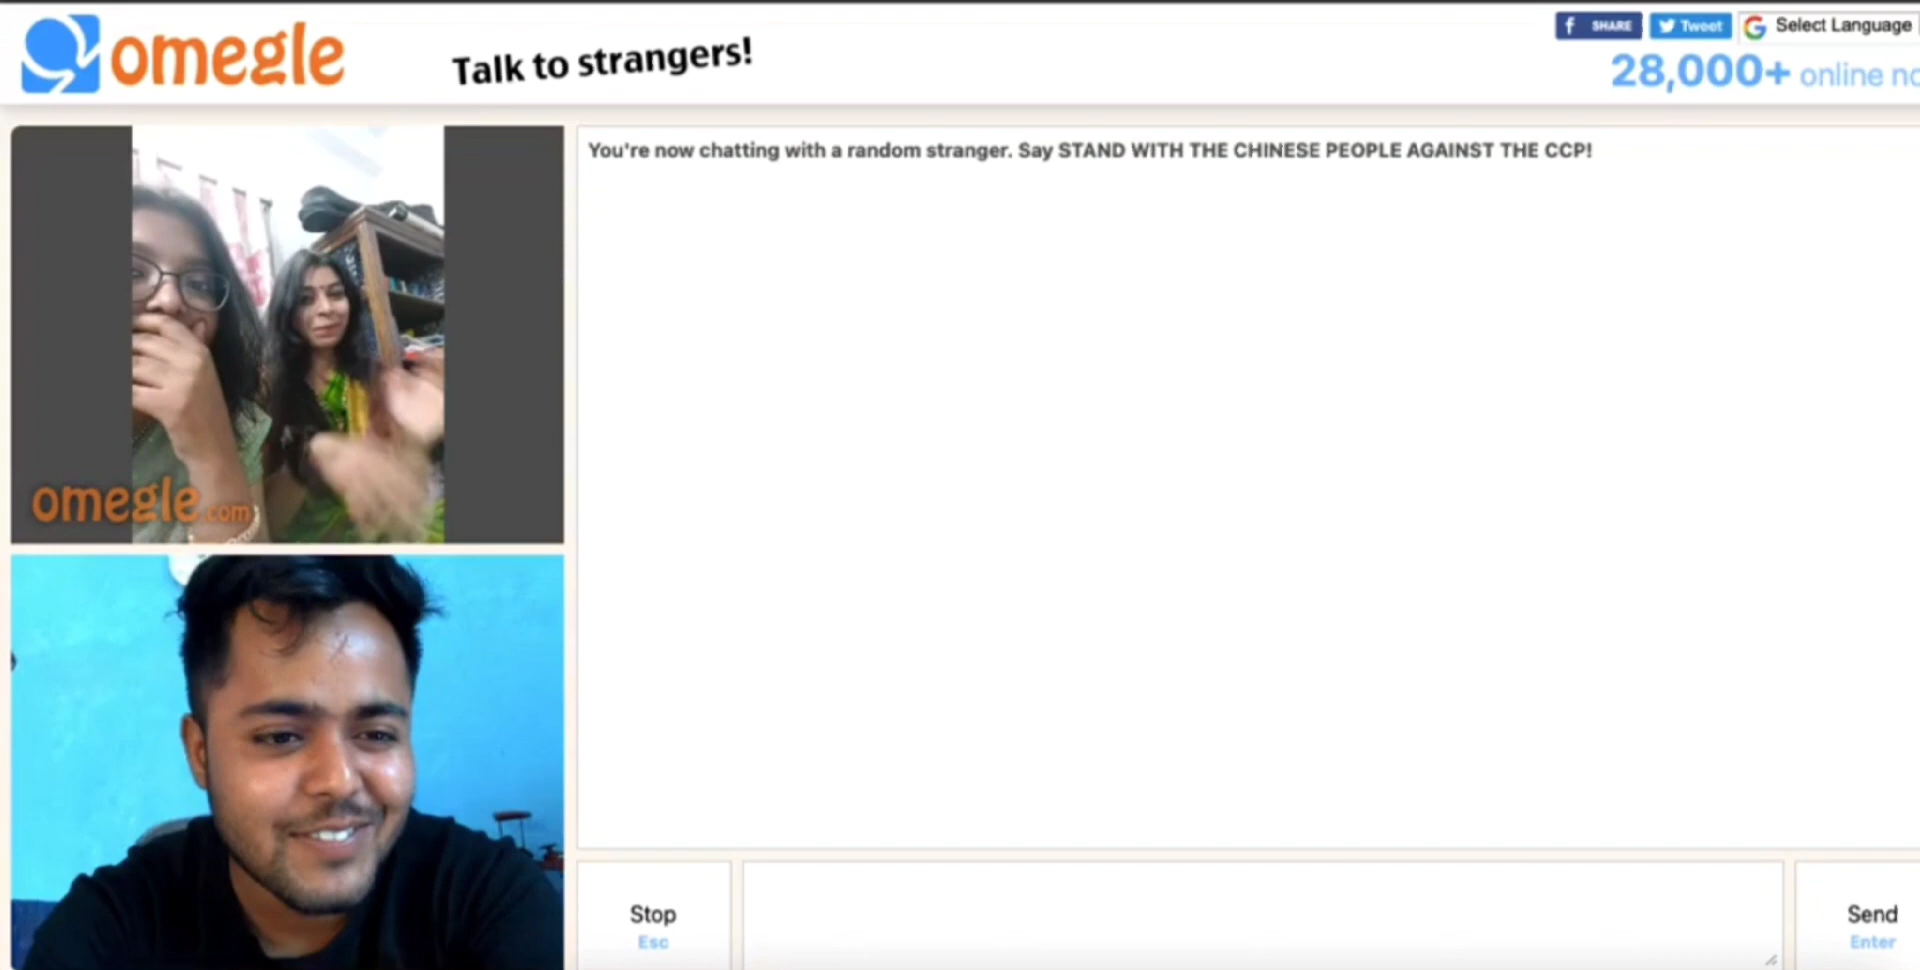 omegle
Talk to strangers!
f SHARE
Tweet
G Select Language
28,000+ online
You're now chatting with a random stranger. Say STAND WITH THE CHINESE PEOPLE AGAINST THE CCP!
omegle.com
Stop
Esc
Send
Enter